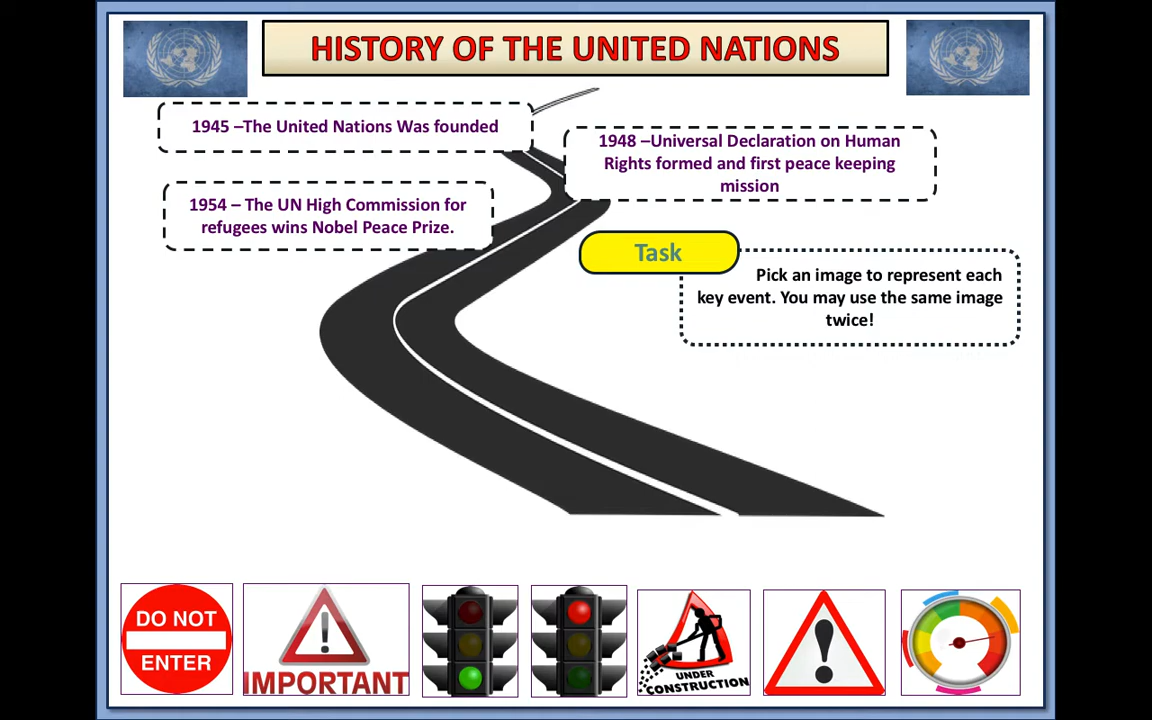 HISTORY OF THE UNITED NATIONS
1945 –The United Nations Was founded
1948 –Universal Declaration on Human
Rights formed and first peace keeping
mission
1954 – The UN High Commission for
refugees wins Nobel Peace Prize.
Task
Pick an image to represent each
key event. You may use the same image
twice!
DO NOT
ENTER
IMPORTANT
UNDER
CONSTRUCTION